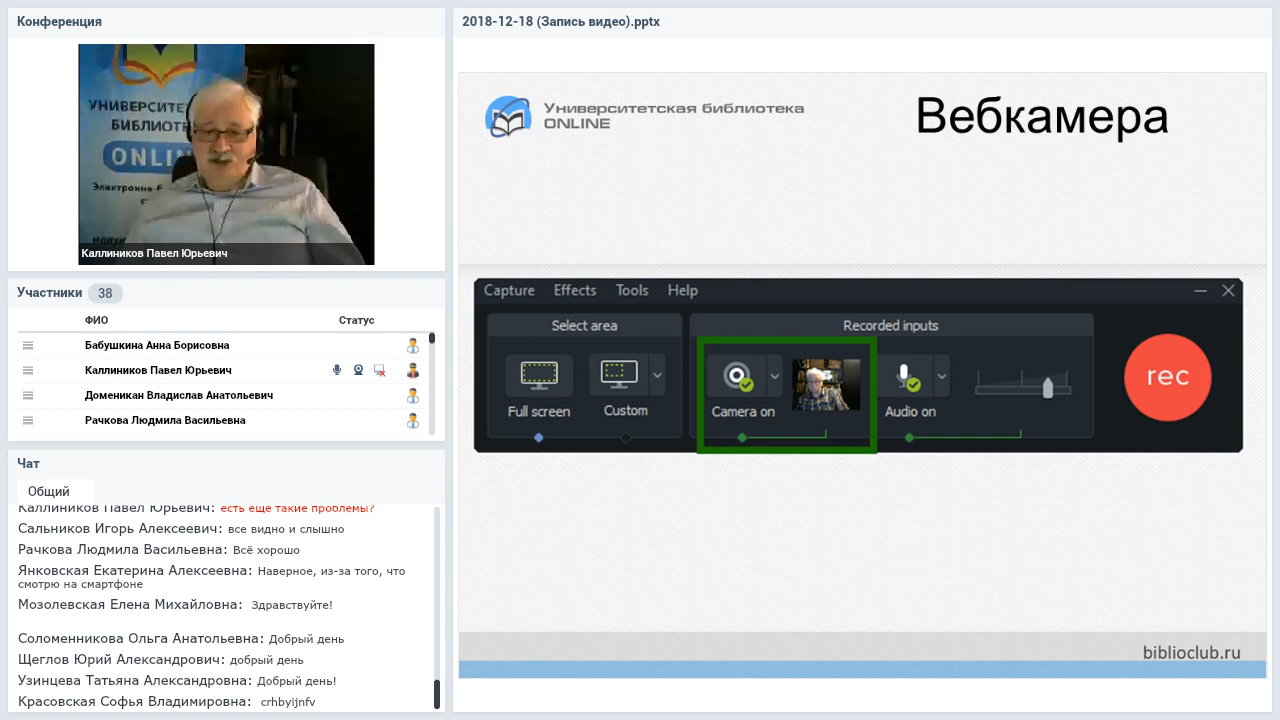 Конференция
УНИВЕРСИТЕТ
БИБЛИОТ
ONLIN
Каллиников Павел Юрьевич
Участники 38
ФИО Статус
Бабушкина Анна Борисовна
Каллиников Павел Юрьевич
Доменикан Владислав Анатольевич
Рачкова Людмила Васильевна
Чат
Общий
Каллиников Павел Юрьевич: есть еще такие проблемы?
Сальников Игорь Алексеевич: все видно и слышно
Рачкова Людмила Васильевна: Всё хорошо
Янковская Екатерина Алексеевна: Наверное, из-за того, что
смотрю на смартфоне
Мозолевская Елена Михайловна: Здравствуйте!
Соломенникова Ольга Анатольевна: Добрый день
Щеглов Юрий Александрович: добрый день
Узинцева Татьяна Александровна: Добрый день!
Красовская Софья Владимировна: crhbyijnfv
2018-12-18 (Запись видео).pptx
Университетская библиотека
ONLINE
Вебкамера
Capture Effects Tools Help
Select area Recorded inputs
Full screen Custom Camera on Audio on
rec
biblioclub.ru